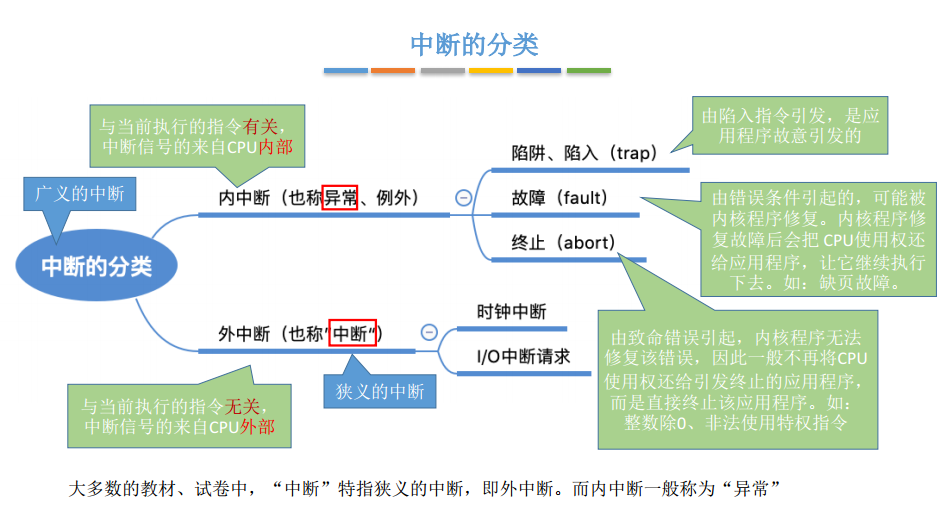 中断的分类
与当前执行的指令有关，
中断信号的来自CPU内部
广义的中断
中断的分类
内中断（也称异常、例外）
陷阱、陷入（trap）
故障（fault）
终止（abort）
由陷入指令引发，是应
用程序故意引发的
由错误条件引起的，可能被
内核程序修复。内核程序修
复故障后会把 CPU使用权还
给应用程序，让它继续执行
下去。如：缺页故障。
由致命错误引起，内核程序无法
修复该错误，因此一般不再将CPU
使用权还给引发终止的应用程序，
而是直接终止该应用程序。如：
整数除0、非法使用特权指令
外中断（也称“中断”）
时钟中断
I/O中断请求
狭义的中断
与当前执行的指令无关，
中断信号的来自CPU外部
大多数的教材、试卷中，“中断”特指狭义的中断，即外中断。而内中断一般称为“异常”